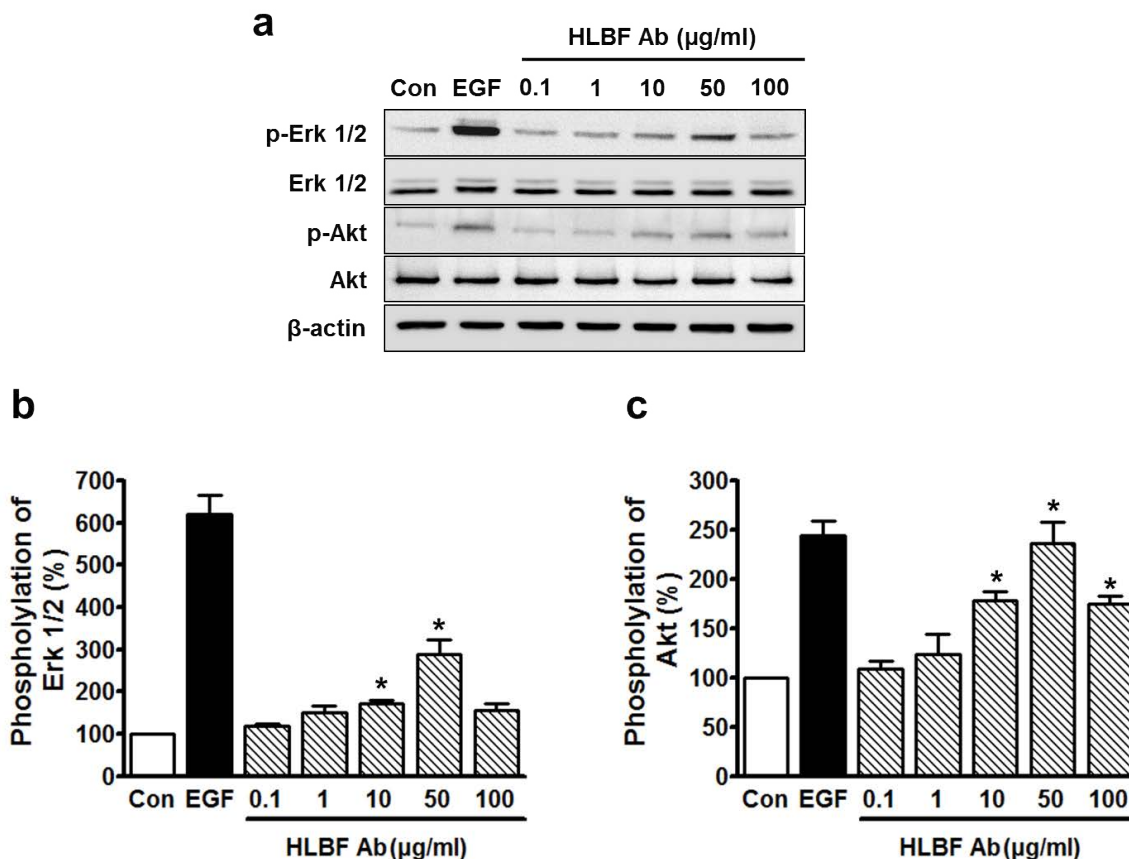 a
HLBF Ab (µg/ml)
Con EGF 0.1 1 10 50 100
p-Erk 1/2
Erk 1/2
p-Akt
Akt
β-actin
b
Phospholylation of
Erk 1/2 (%)
700
600
500
400
300
200
100
0
*
*
Con EGF 0.1 1 10 50 100
HLBF Ab(µg/ml)
c
Phospholylation of
Akt (%)
300
250
200
150
100
50
0
*
*
*
Con EGF 0.1 1 10 50 100
HLBF Ab(µg/ml)